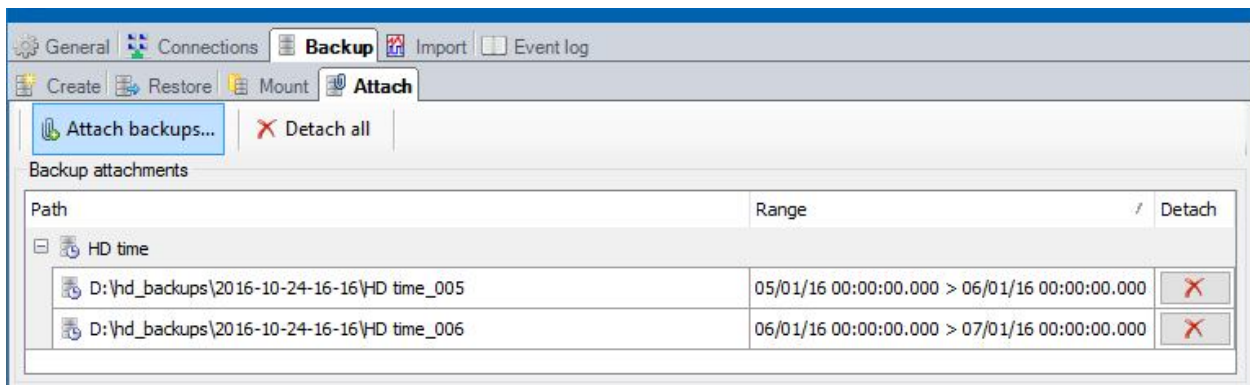 General Connections Backup Import Event log
Create Restore Mount Attach
Attach backups... Detach all
Backup attachments
Path Range Detach
HD time
D:\hd_backups\2016-10-24-16-16\HD time_005 05/01/16 00:00:00.000 > 06/01/16 00:00:00.000
D:\hd_backups\2016-10-24-16-16\HD time_006 06/01/16 00:00:00.000 > 07/01/16 00:00:00.000